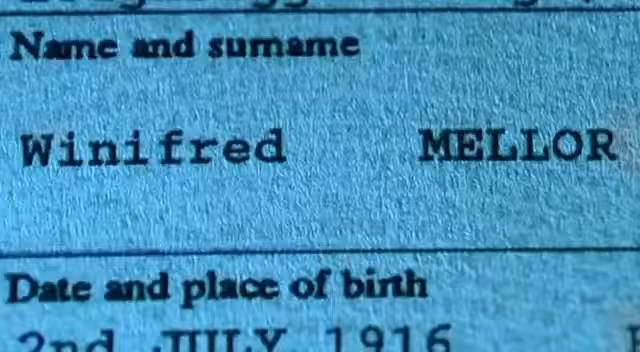 Name and surname
Winifred MELLOR
Date and place of birth
2nd JULY 1916